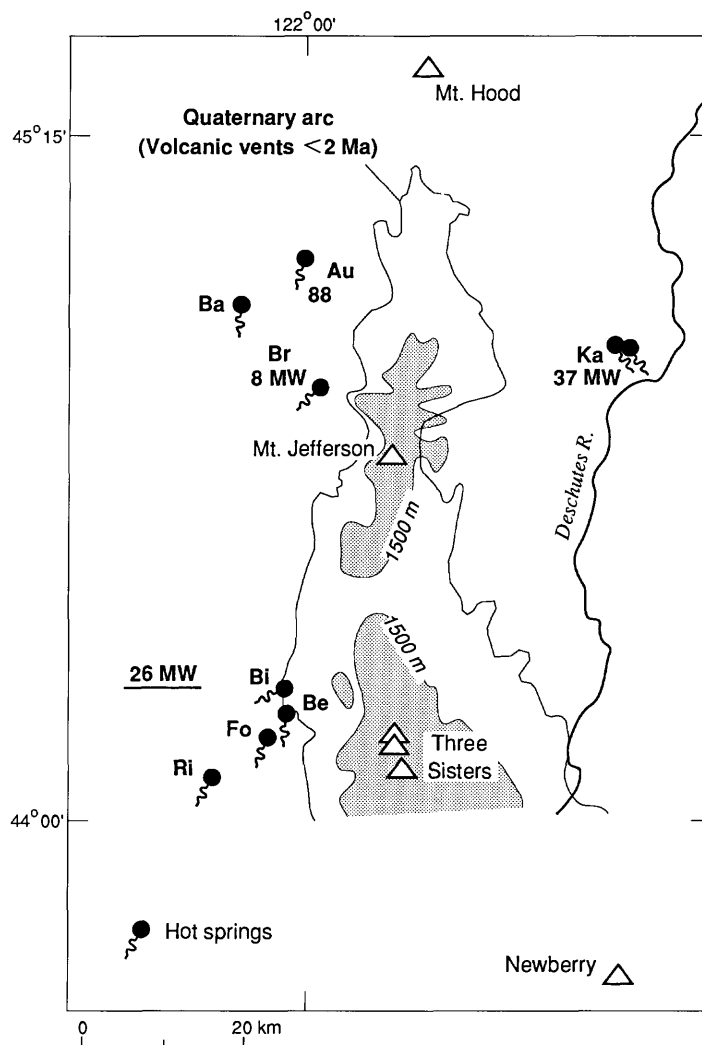 122°00'
Mt. Hood
Quaternary arc
(Volcanic vents <2 Ma)
45°15'
Au
88
Ba
Br
8 MW
Ka
37 MW
Mt. Jefferson
Deschutes R.
1500 m
1500 m
26 MW
Bi
Be
Fo
Three
Sisters
Ri
44°00'
Hot springs
Newberry
0
20 km